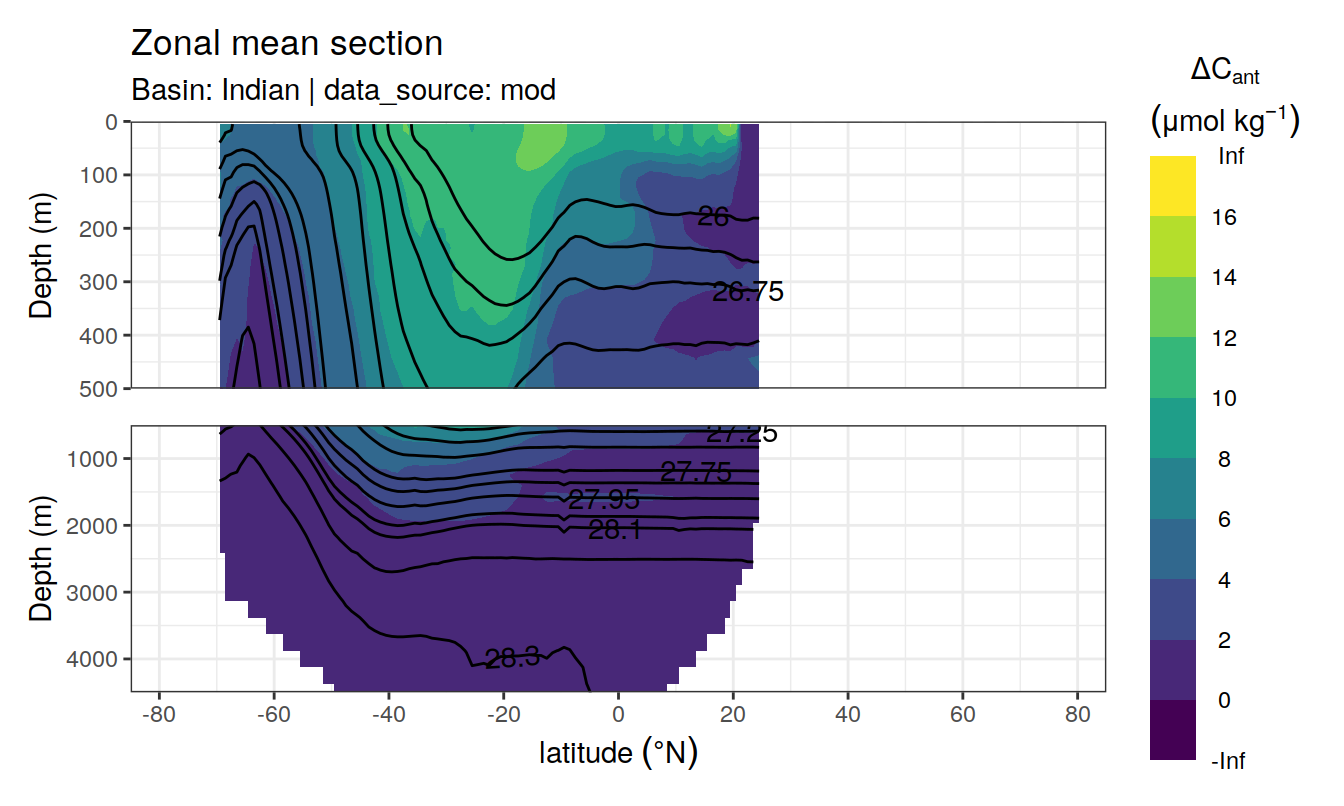 Zonal mean section
Basin: Indian | data_source: mod
ΔCant
(μmol kg⁻¹)
Depth (m)
0
100
200
300
400
500
26
26.75
Depth (m)
1000
2000
3000
4000
27.25
27.75
27.95
28.1
28.3
-80 -60 -40 -20 0 20 40 60 80
latitude (°N)
Inf
16
14
12
10
8
6
4
2
0
-Inf